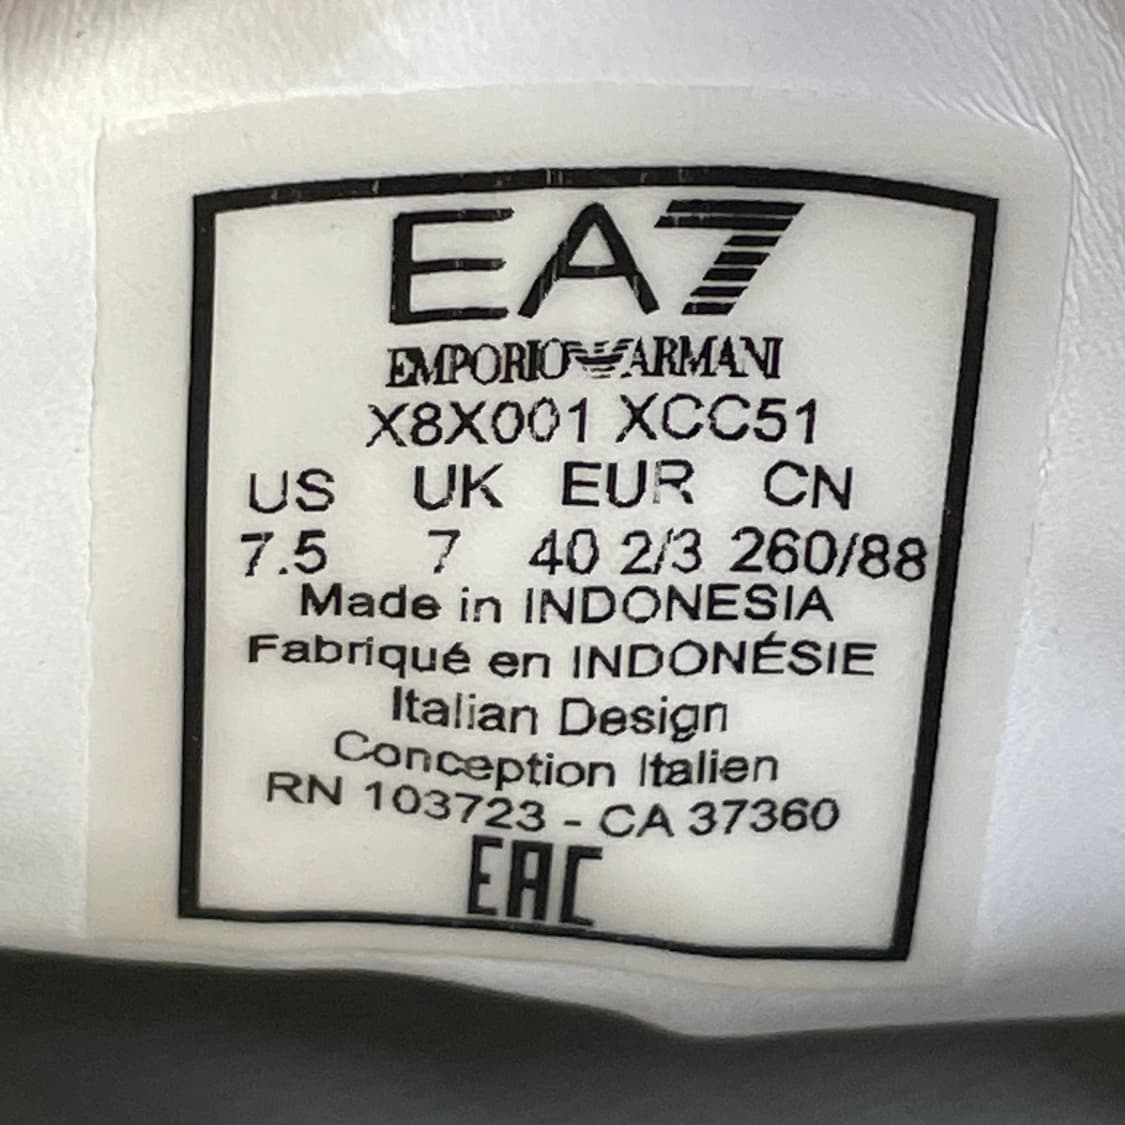 EA7
EMPORIO ARMANI
X8X001 XCC51
US UK EUR CN
7.5 7 40 2/3 260/88
Made in INDONESIA
Fabriqué en INDONÉSIE
Italian Design
Conception Italien
RN 103723 - CA 37360
EAC